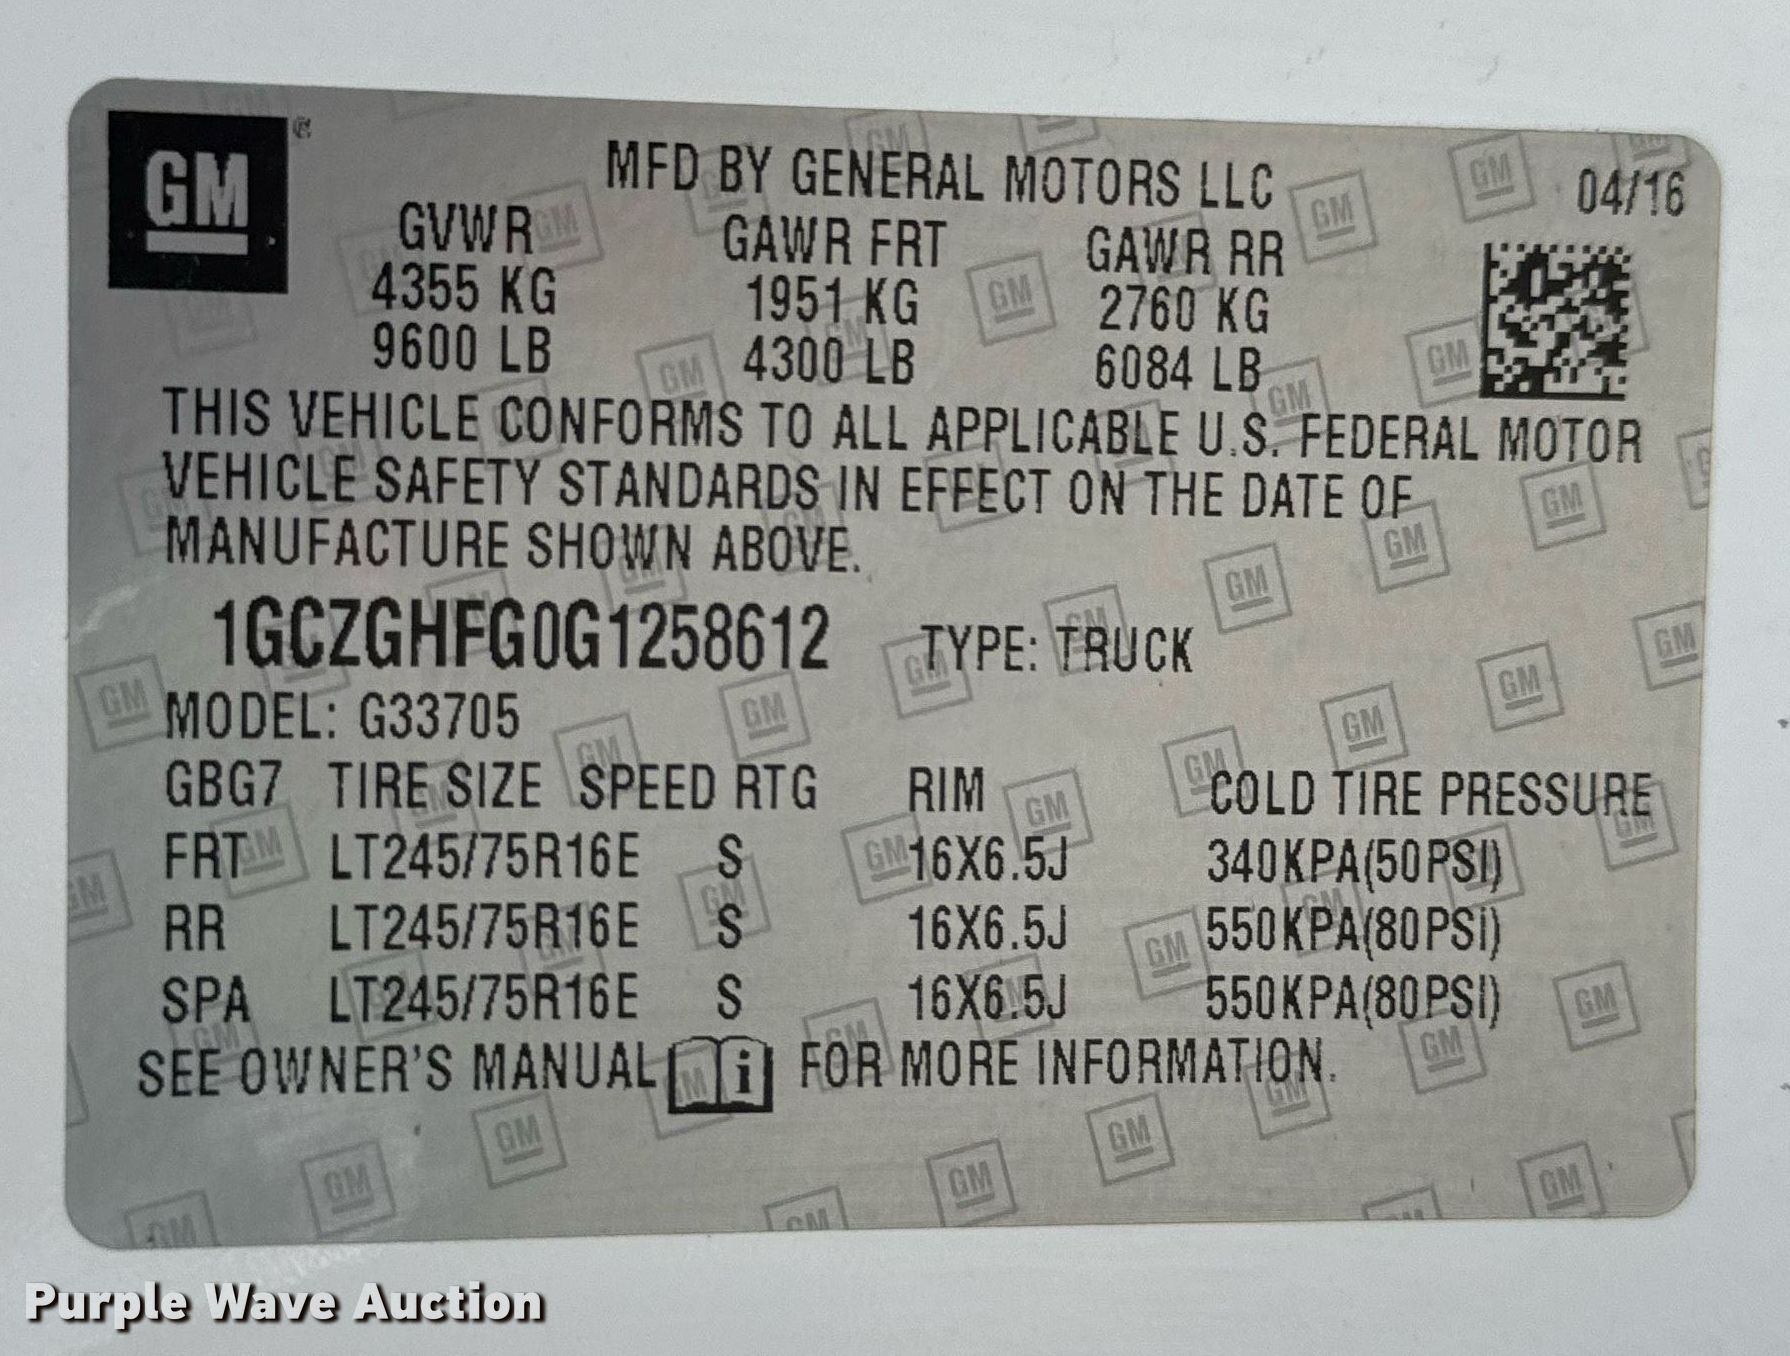 GM
MFD BY GENERAL MOTORS LLC 04/16
GVWR GAWR FRT GAWR RR
4355 KG 1951 KG 2760 KG
9600 LB 4300 LB 6084 LB
THIS VEHICLE CONFORMS TO ALL APPLICABLE U.S. FEDERAL MOTOR
VEHICLE SAFETY STANDARDS IN EFFECT ON THE DATE OF
MANUFACTURE SHOWN ABOVE.
1GCZGHFG0G1258612 TYPE: TRUCK
MODEL: G33705
GBG7 TIRE SIZE SPEED RTG RIM COLD TIRE PRESSURE
FRT LT245/75R16E S 16X6.5J 340KPA(50PSI)
RR LT245/75R16E S 16X6.5J 550KPA(80PSI)
SPA LT245/75R16E S 16X6.5J 550KPA(80PSI)
SEE OWNER'S MANUAL i FOR MORE INFORMATION.
Purple Wave Auction